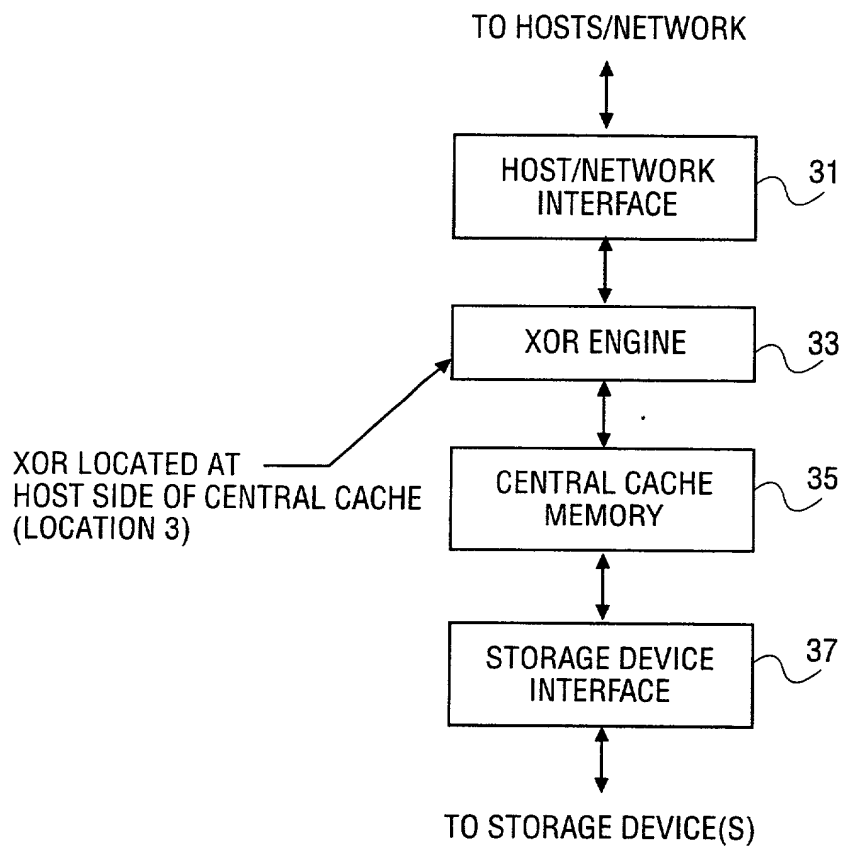 TO HOSTS/NETWORK
HOST/NETWORK
INTERFACE
31
XOR ENGINE
33
XOR LOCATED AT
HOST SIDE OF CENTRAL CACHE
(LOCATION 3)
CENTRAL CACHE
MEMORY
35
STORAGE DEVICE
INTERFACE
37
TO STORAGE DEVICE(S)